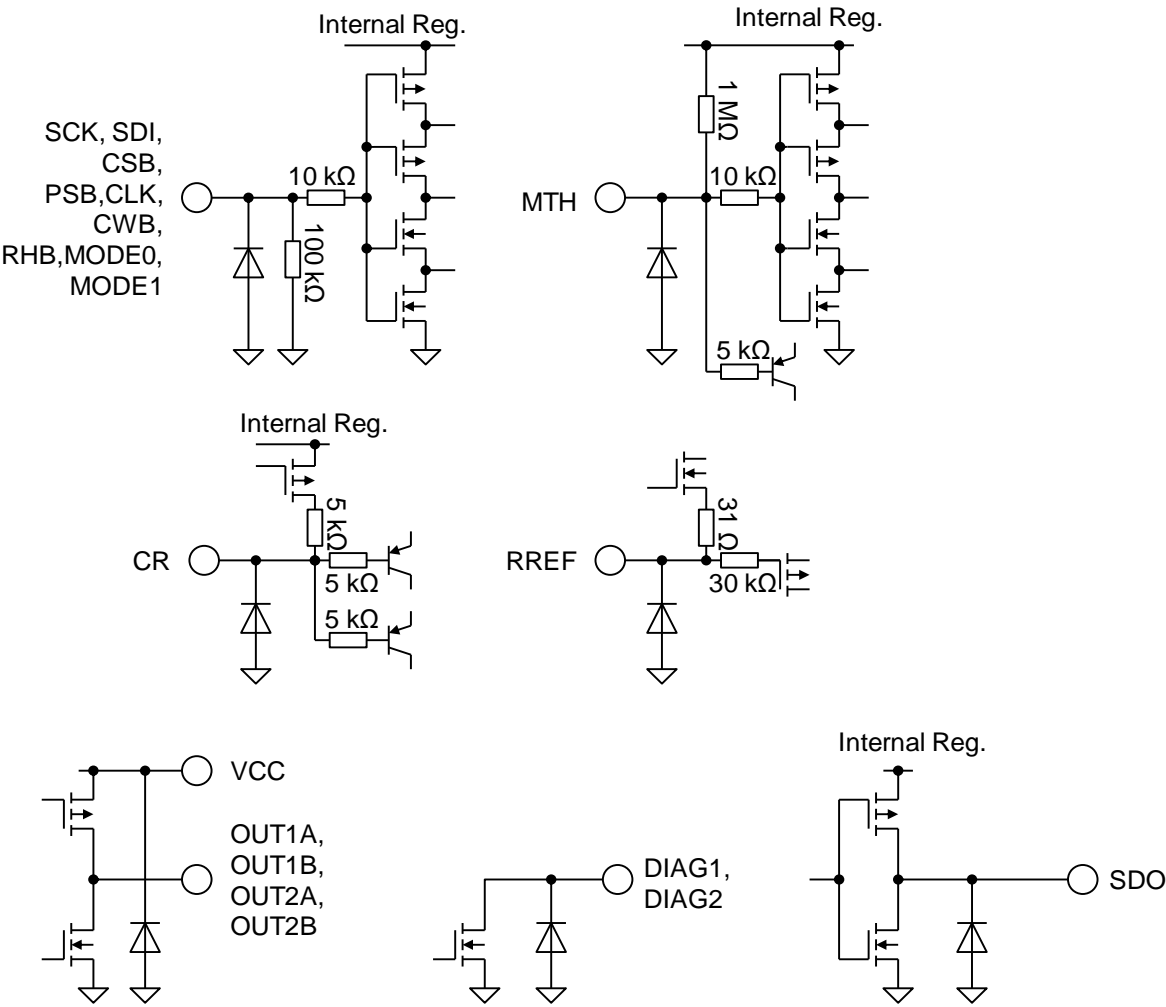 Internal Reg.
SCK, SDI,
CSB,
PSB,CLK,
CWB,
RHB,MODE0,
MODE1
10 kΩ
100 kΩ
Internal Reg.
1 MΩ
MTH
10 kΩ
5 kΩ
Internal Reg.
5 kΩ
CR
5 kΩ
5 kΩ
31 Ω
RREF
30 kΩ
VCC
OUT1A,
OUT1B,
OUT2A,
OUT2B
DIAG1,
DIAG2
Internal Reg.
SDO